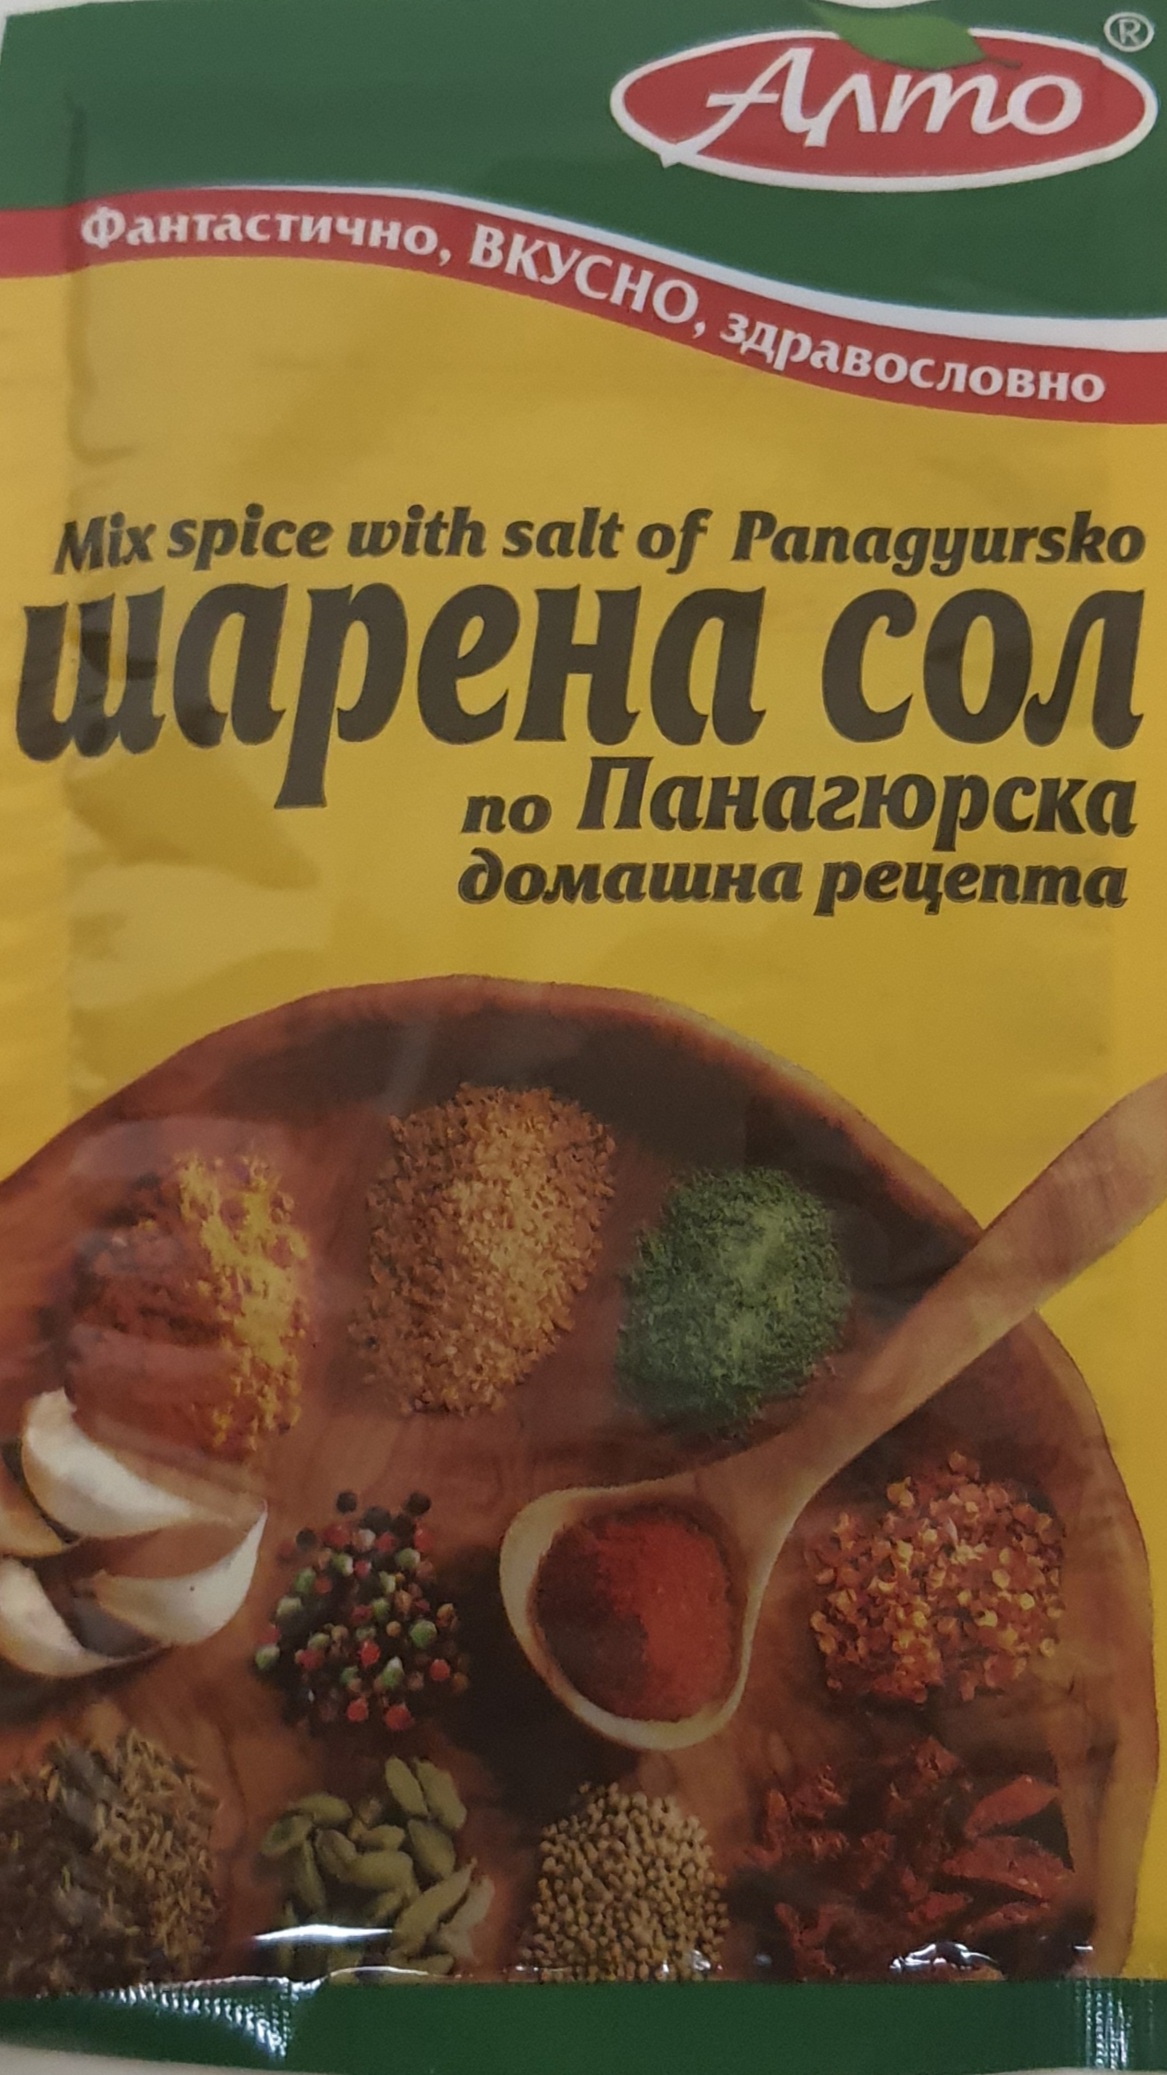 Алто ®
Фантастично, ВКУСНО, здравословно
Mix spice with salt of Panagyursko
шарена сол
по Панагюрска
домашна рецепта